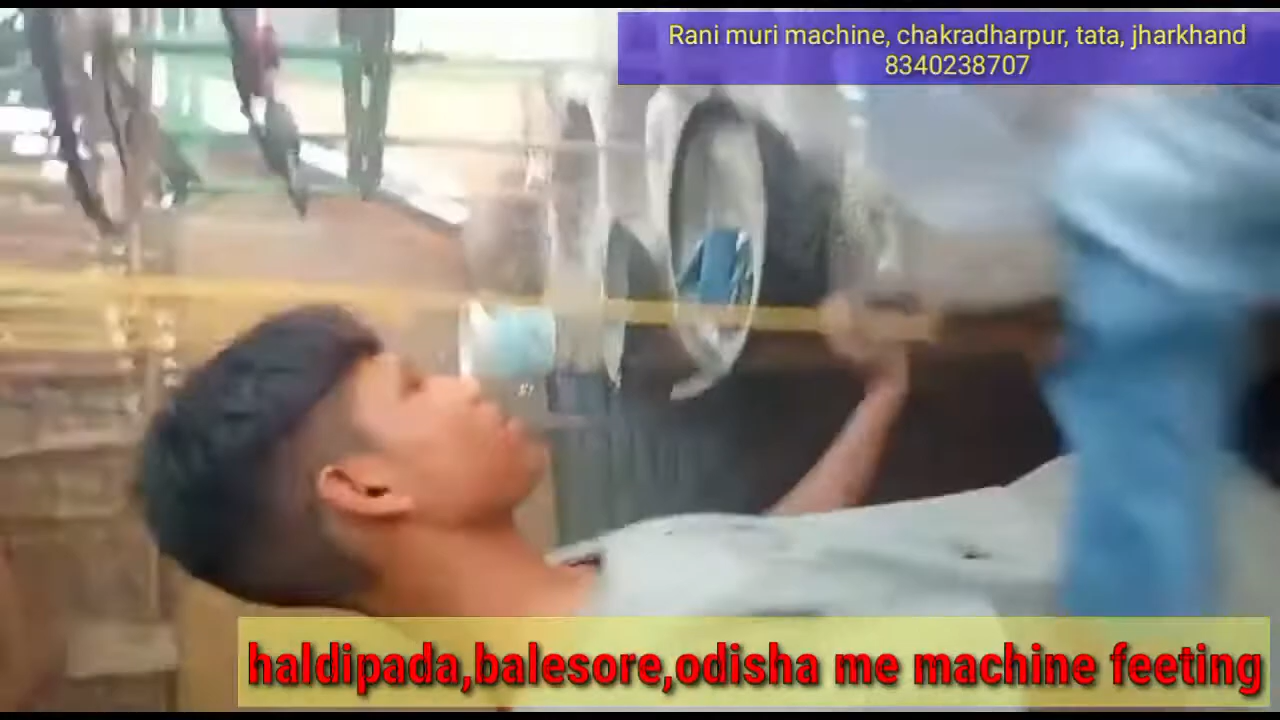 Rani muri machine, chakradharpur, tata, jharkhand
8340238707
haldipada,balesore,odisha me machine feeting